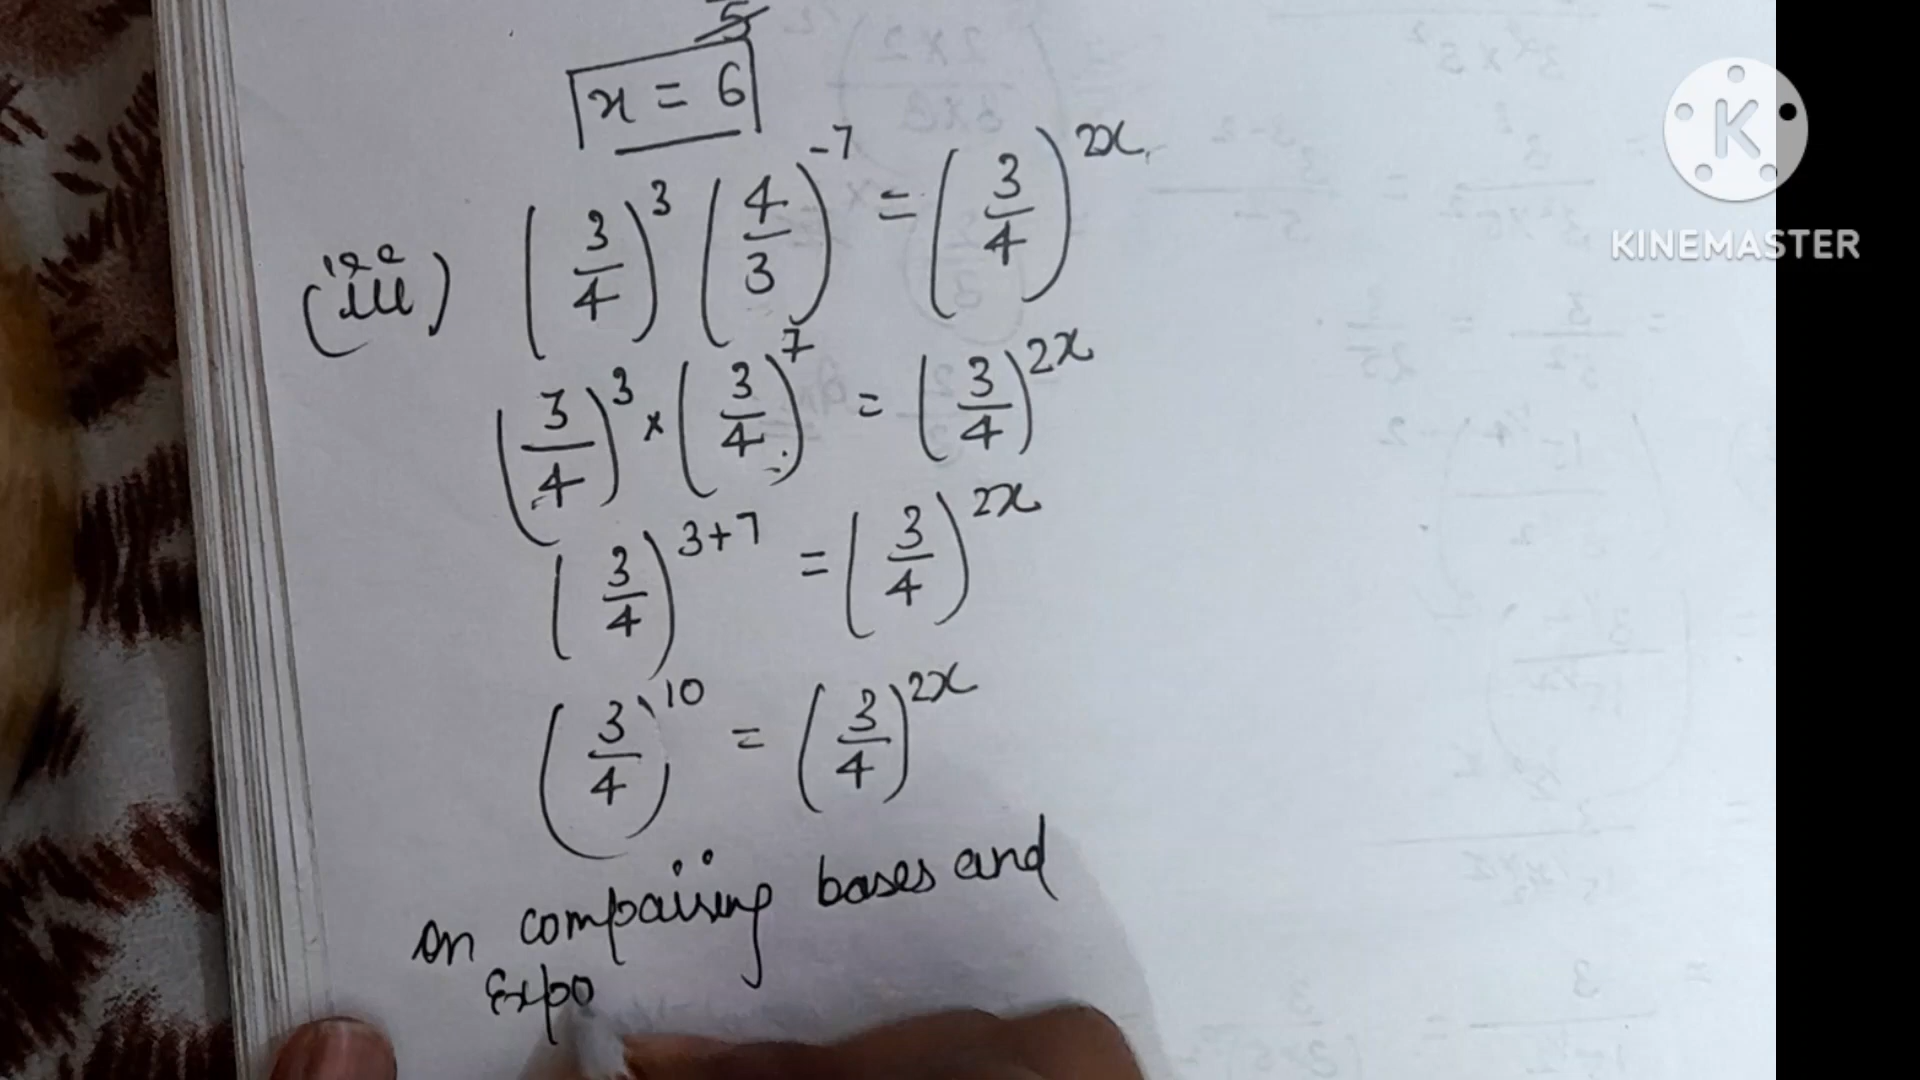 5
x = 6
(iii) (3/4)^3 (4/3)^-7 = (3/4)^2x
(3/4)^3 × (3/4)^7 = (3/4)^2x
(3/4)^3+7 = (3/4)^2x
(3/4)^10 = (3/4)^2x
on compaiising bases and
Expo
K
KINEMASTER